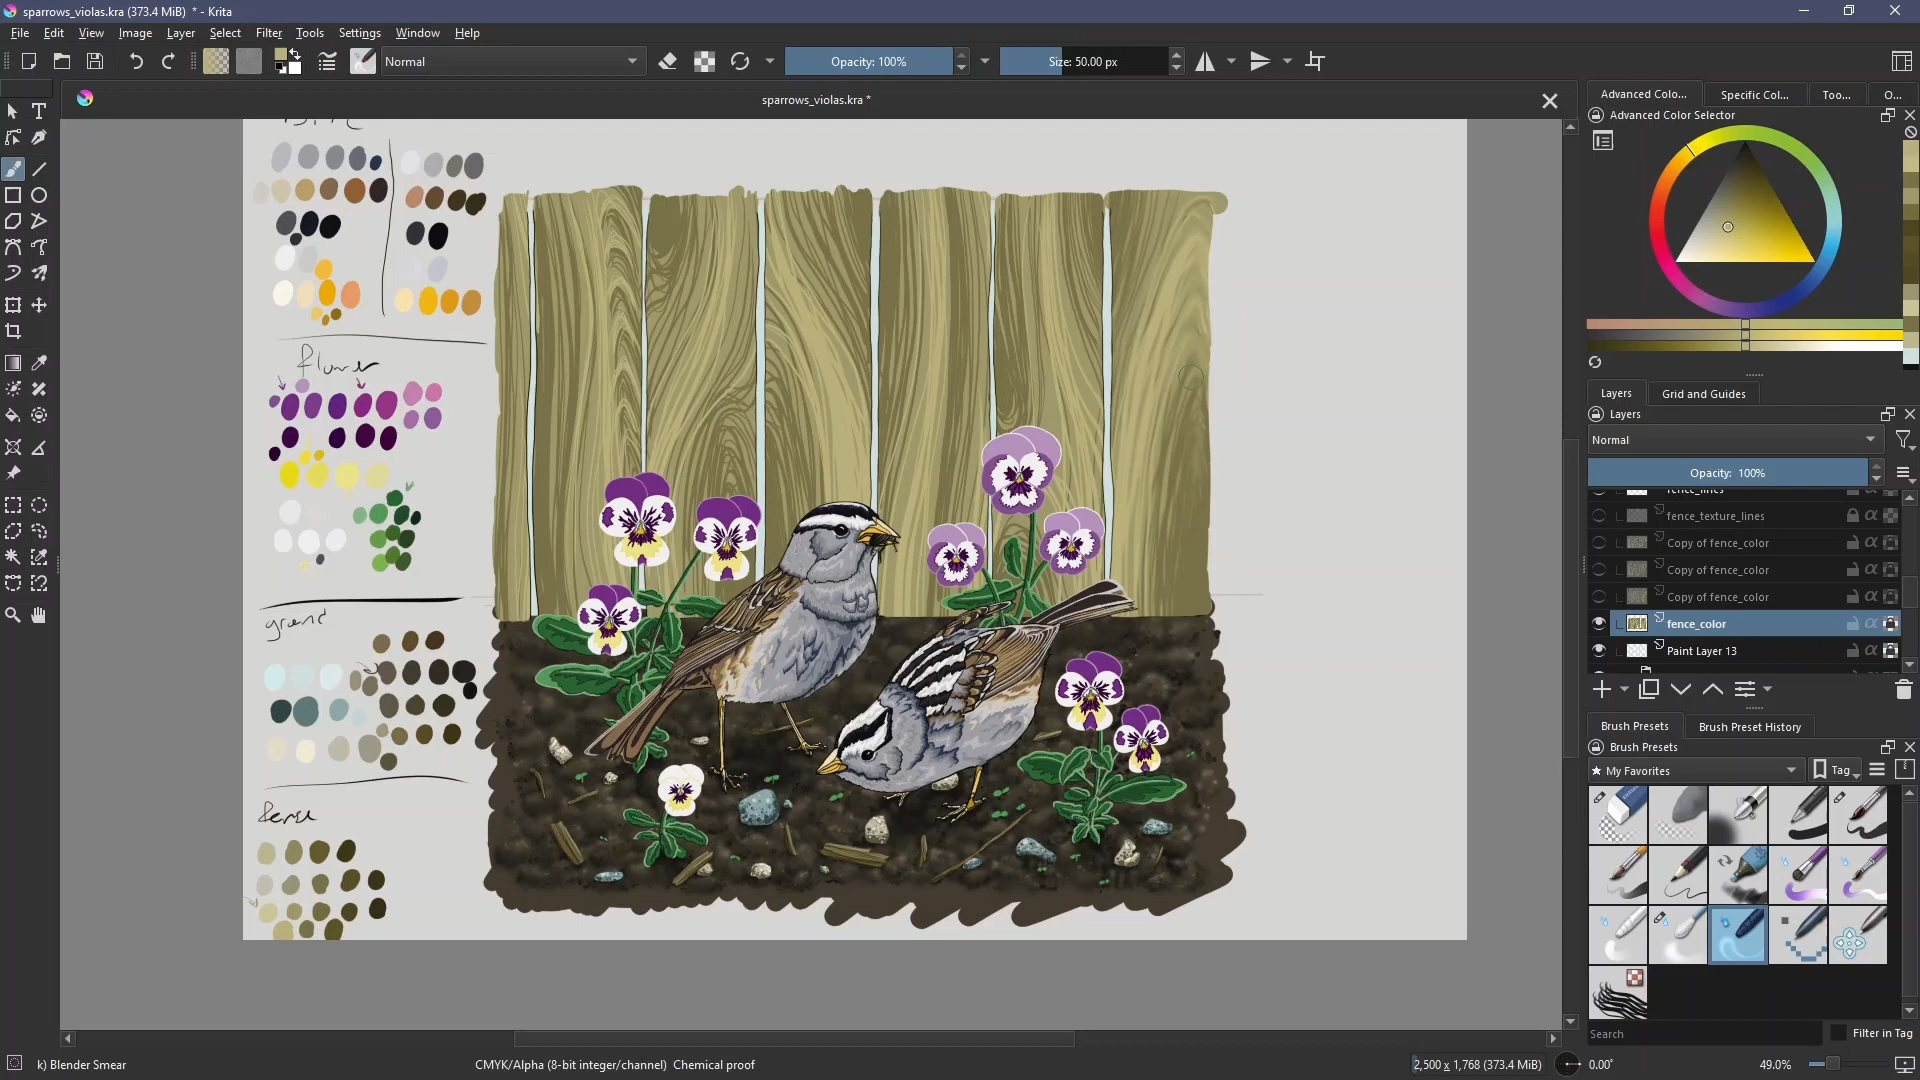 sparrows_violas.kra (373.4 MiB) * - Krita
File Edit View Image Layer Select Filter Tools Settings Window Help
Normal Opacity: 100% Size: 50.00 px
sparrows_violas.kra *
Advanced Colo... Specific Col... Too... O...
Advanced Color Selector
flower
ground
fence
Layers Grid and Guides
Layers
Normal
Opacity: 100%
fence_lines
fence_texture_lines
Copy of fence_color
Copy of fence_color
Copy of fence_color
fence_color
Paint Layer 13
Brush Presets Brush Preset History
Brush Presets
★ My Favorites Tag
Search Filter in Tag
k) Blender Smear CMYK/Alpha (8-bit integer/channel) Chemical proof 2,500 x 1,768 (373.4 MiB) 0.00° 49.0%